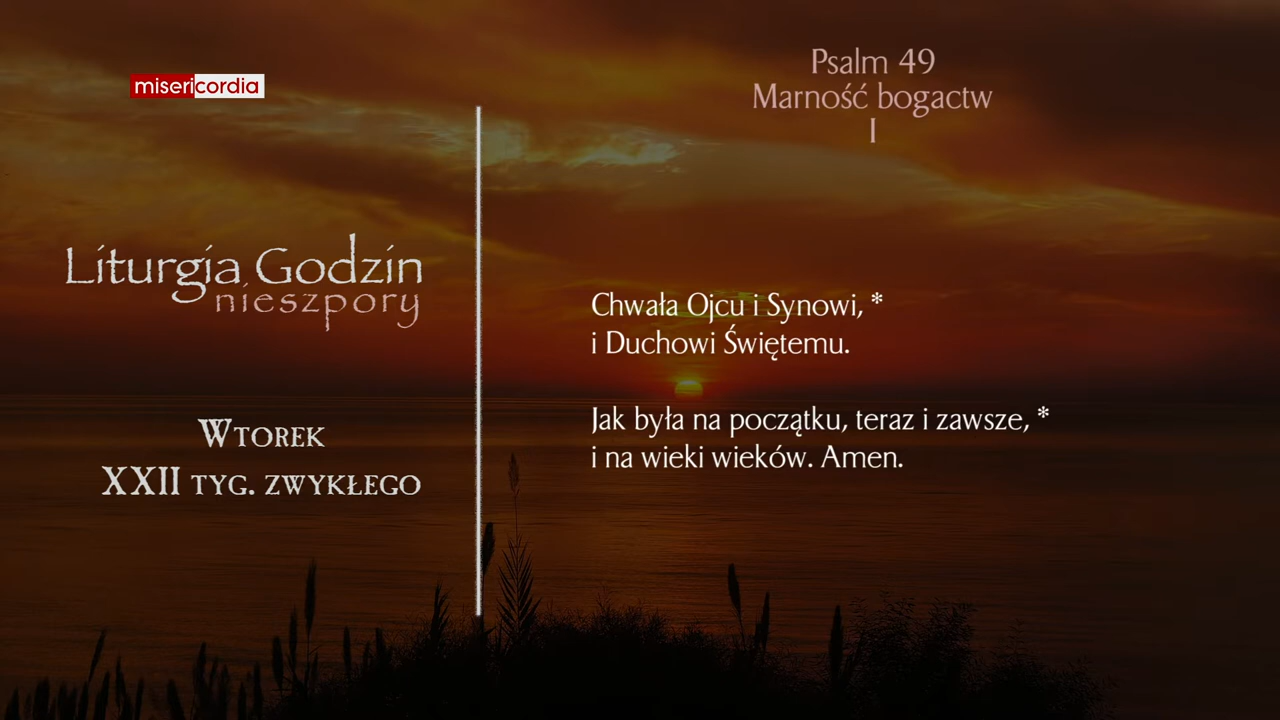 misericordia
Psalm 49
Marność bogactw
I
Liturgia Godzin
nieszpory
Wtorek
XXII tyg. zwykłego
Chwała Ojcu i Synowi, *
i Duchowi Świętemu.
Jak była na początku, teraz i zawsze, *
i na wieki wieków. Amen.